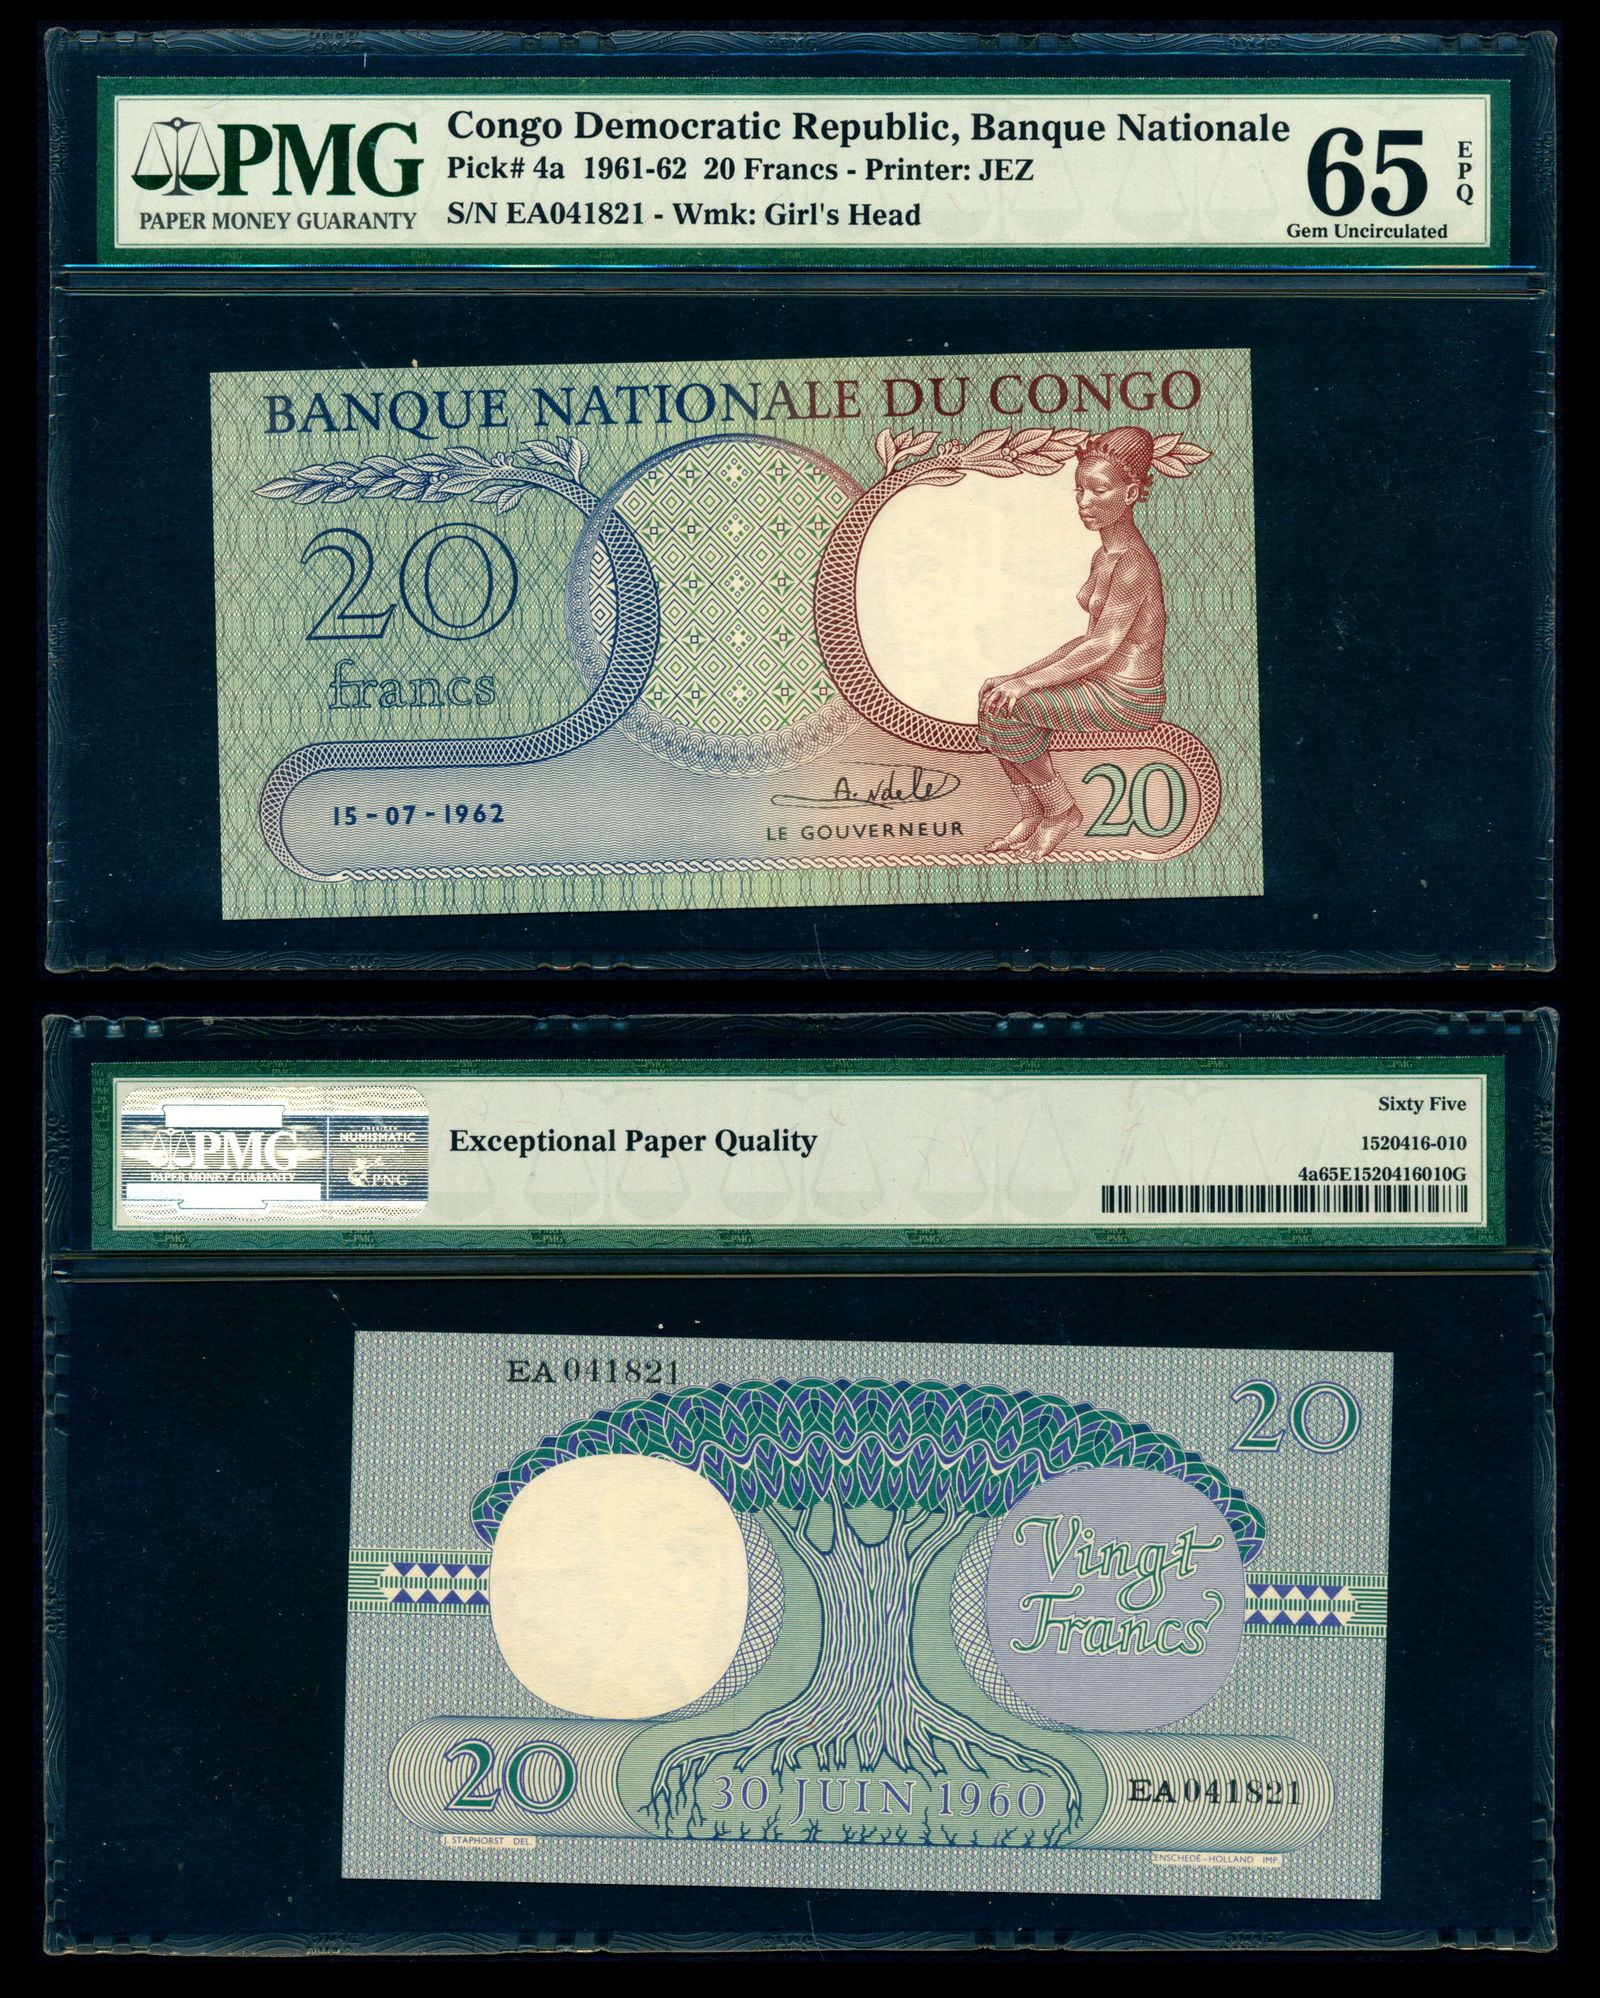 PMG
PAPER MONEY GUARANTY
Congo Democratic Republic, Banque Nationale
Pick# 4a 1961-62 20 Francs - Printer: JEZ
S/N EA041821 - Wmk: Girl's Head
65
EPQ
Gem Uncirculated
BANQUE NATIONALE DU CONGO
20
francs
15-07-1962
A. Ndele
LE GOUVERNEUR
20
PMG
PAPER MONEY GUARANTY
NUMISMATIC
PNG
Exceptional Paper Quality
Sixty Five
1520416-010
4a65E1520416010G
EA041821
20
Vingt
Francs
20
30 JUIN 1960
EA041821
J. STAPHORST DEL.
ENSCHEDÉ-HOLLAND IMP.